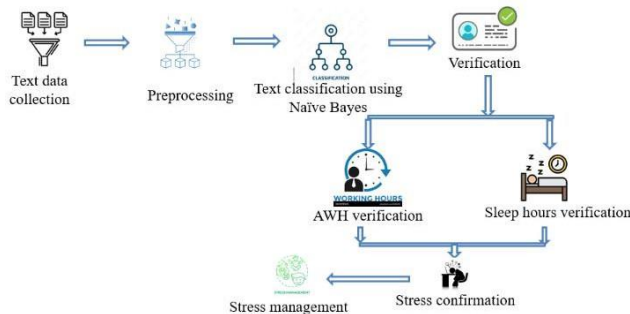 Text data
collection
Preprocessing
CLASSIFICATION
Text classification using
Naïve Bayes
Verification
WORKING HOURS
AWH verification
Z
Z
Z
Z
Z
Sleep hours verification
Stress management
Stress confirmation